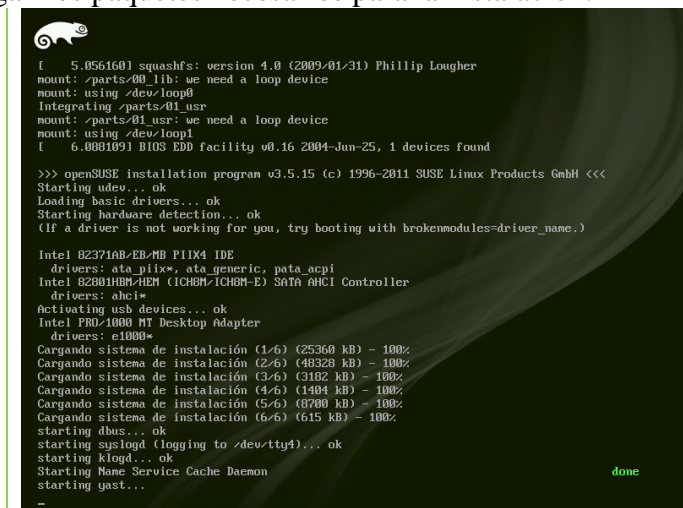 [    5.056160] squashfs: version 4.0 (2009/01/31) Phillip Lougher
mount: /parts/00_lib: we need a loop device
mount: using /dev/loop0
Integrating /parts/01_usr
mount: /parts/01_usr: we need a loop device
mount: using /dev/loop1
[    6.088109] BIOS EDD facility v0.16 2004-Jun-25, 1 devices found
>>> openSUSE installation program v3.5.15 (c) 1996-2011 SUSE Linux Products GmbH <<<
Starting udev... ok
Loading basic drivers... ok
Starting hardware detection... ok
(If a driver is not working for you, try booting with brokenmodules=driver_name.)
Intel 82371AB/EB/MB PIIX4 IDE
  drivers: ata_piix*, ata_generic, pata_acpi
Intel 82801HBM/HEM (ICH8M/ICH8M-E) SATA AHCI Controller
  drivers: ahci*
Activating usb devices... ok
Intel PRO/1000 MT Desktop Adapter
  drivers: e1000*
Cargando sistema de instalación (1/6) (25360 kB) - 100%
Cargando sistema de instalación (2/6) (48328 kB) - 100%
Cargando sistema de instalación (3/6) (3182 kB) - 100%
Cargando sistema de instalación (4/6) (1404 kB) - 100%
Cargando sistema de instalación (5/6) (8700 kB) - 100%
Cargando sistema de instalación (6/6) (615 kB) - 100%
starting dbus... ok
starting syslogd (logging to /dev/tty4)... ok
starting klogd... ok
Starting Name Service Cache Daemon done
starting yast...